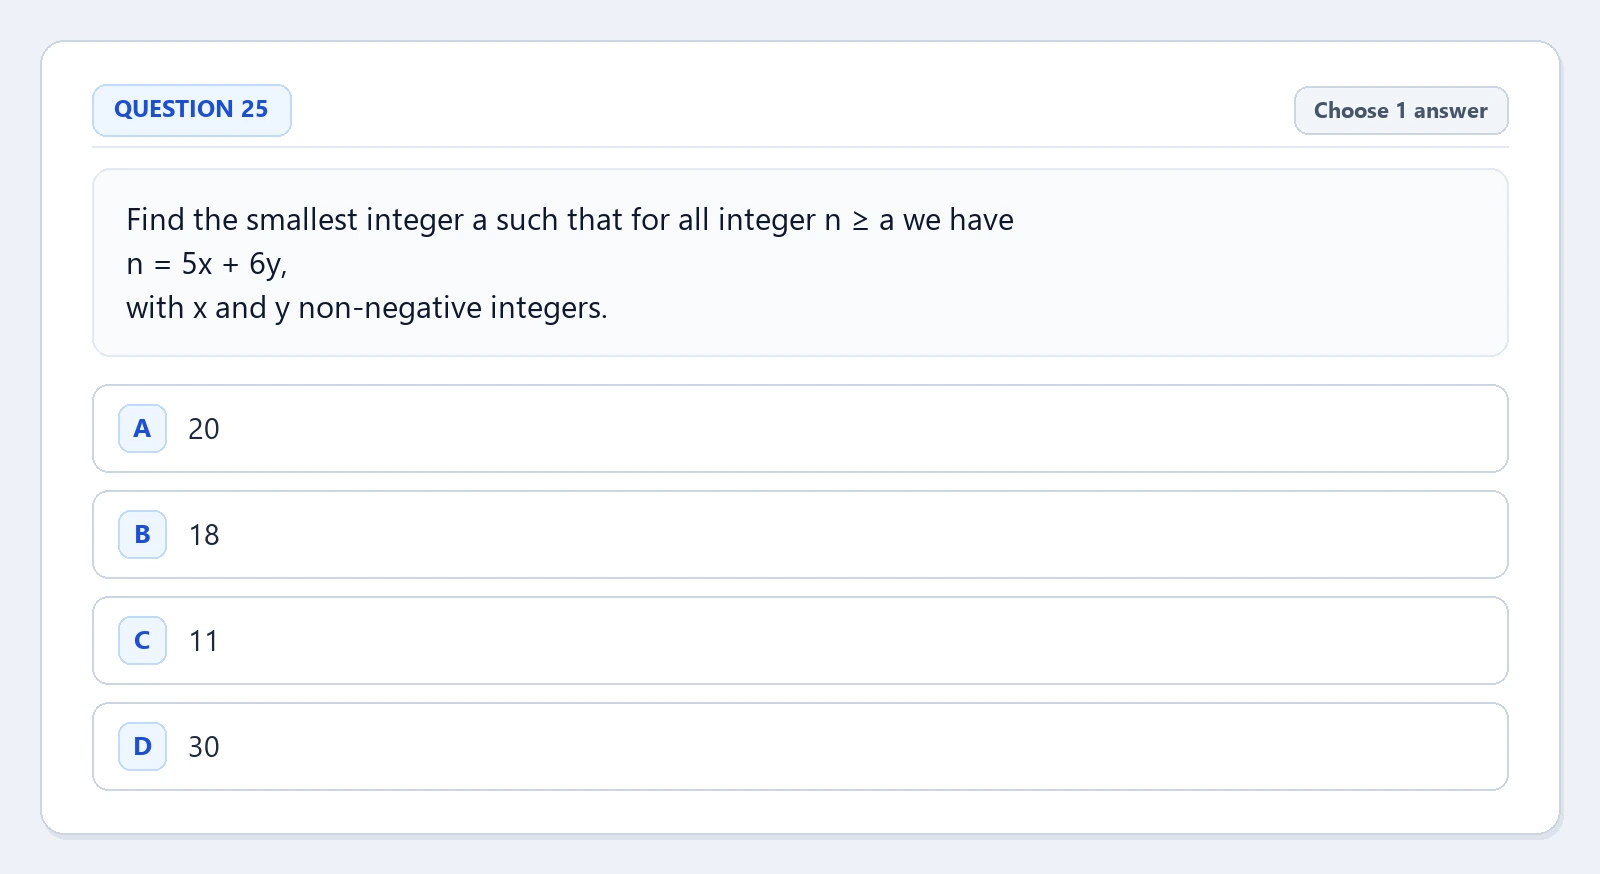 QUESTION 25
Choose 1 answer
Find the smallest integer a such that for all integer n ≥ a we have
n = 5x + 6y,
with x and y non-negative integers.
A 20
B 18
C 11
D 30